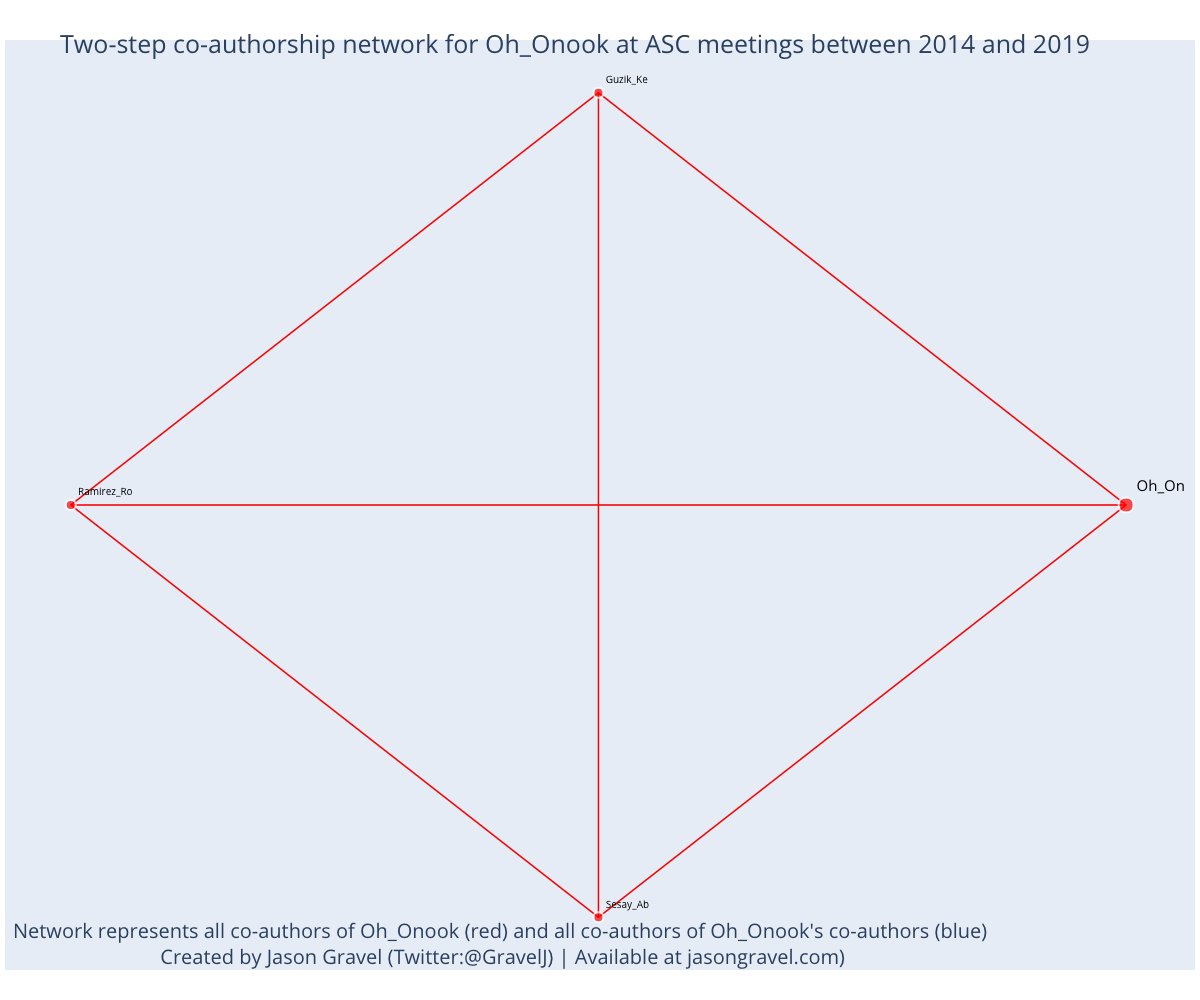 Two-step co-authorship network for Oh_Onook at ASC meetings between 2014 and 2019
Guzik_Ke
Oh_On
Ramirez_Ro
Sesay_Ab
Network represents all co-authors of Oh_Onook (red) and all co-authors of Oh_Onook's co-authors (blue)
Created by Jason Gravel (Twitter:@GravelJ) | Available at jasongravel.com)